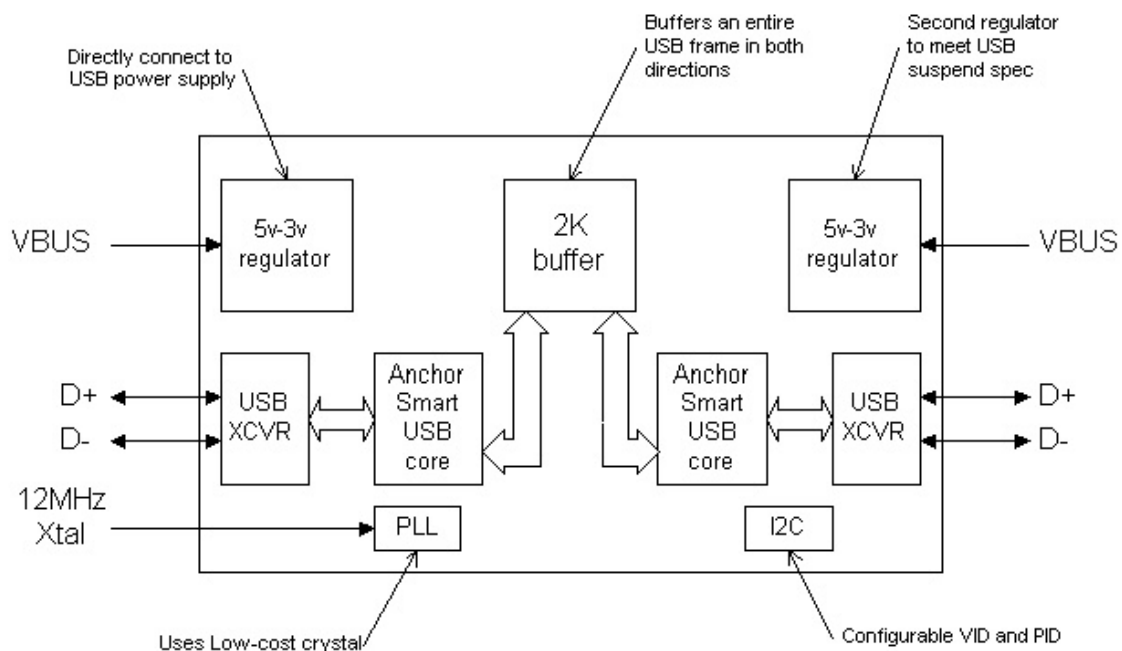 Directly connect to
USB power supply
Buffers an entire
USB frame in both
directions
Second regulator
to meet USB
suspend spec
VBUS
5v-3v
regulator
2K
buffer
5v-3v
regulator
VBUS
D+
D-
USB
XCVR
Anchor
Smart
USB
core
Anchor
Smart
USB
core
USB
XCVR
D+
D-
12MHz
Xtal
PLL
I2C
Uses Low-cost crystal
Configurable VID and PID